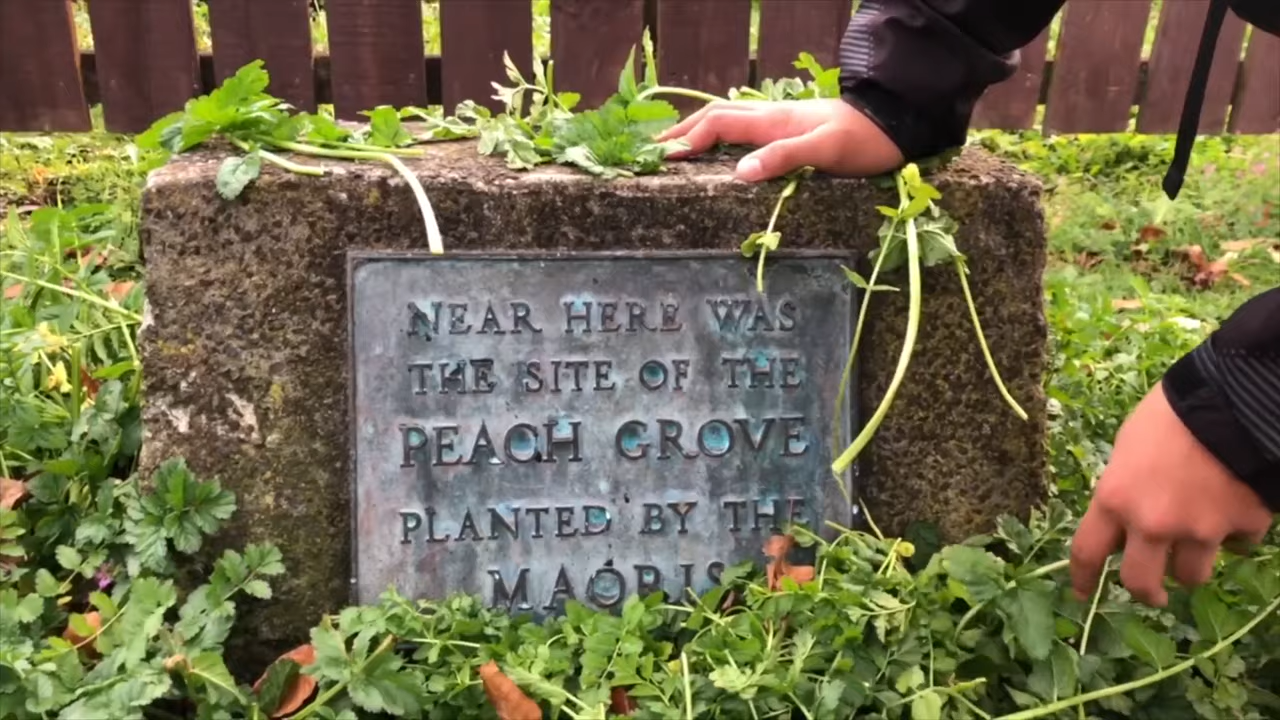 NEAR HERE WAS
THE SITE OF THE
PEACH GROVE
PLANTED BY THE
MAORIS